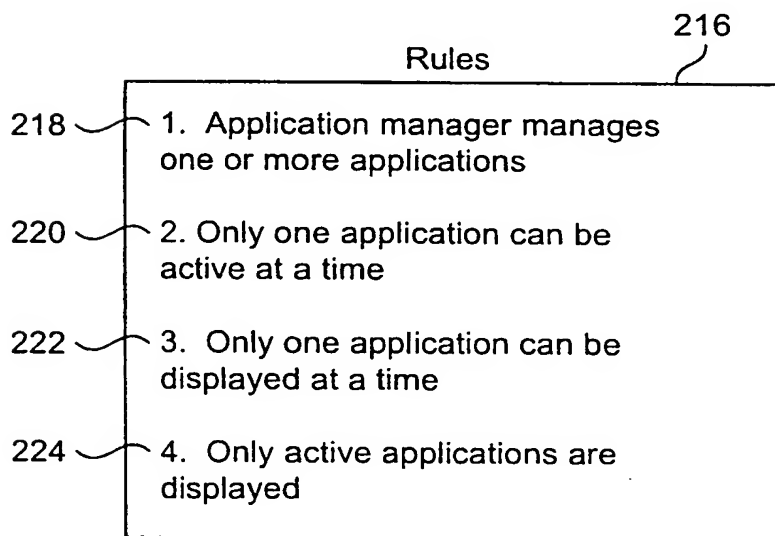 216
Rules
218 1. Application manager manages
one or more applications
220 2. Only one application can be
active at a time
222 3. Only one application can be
displayed at a time
224 4. Only active applications are
displayed